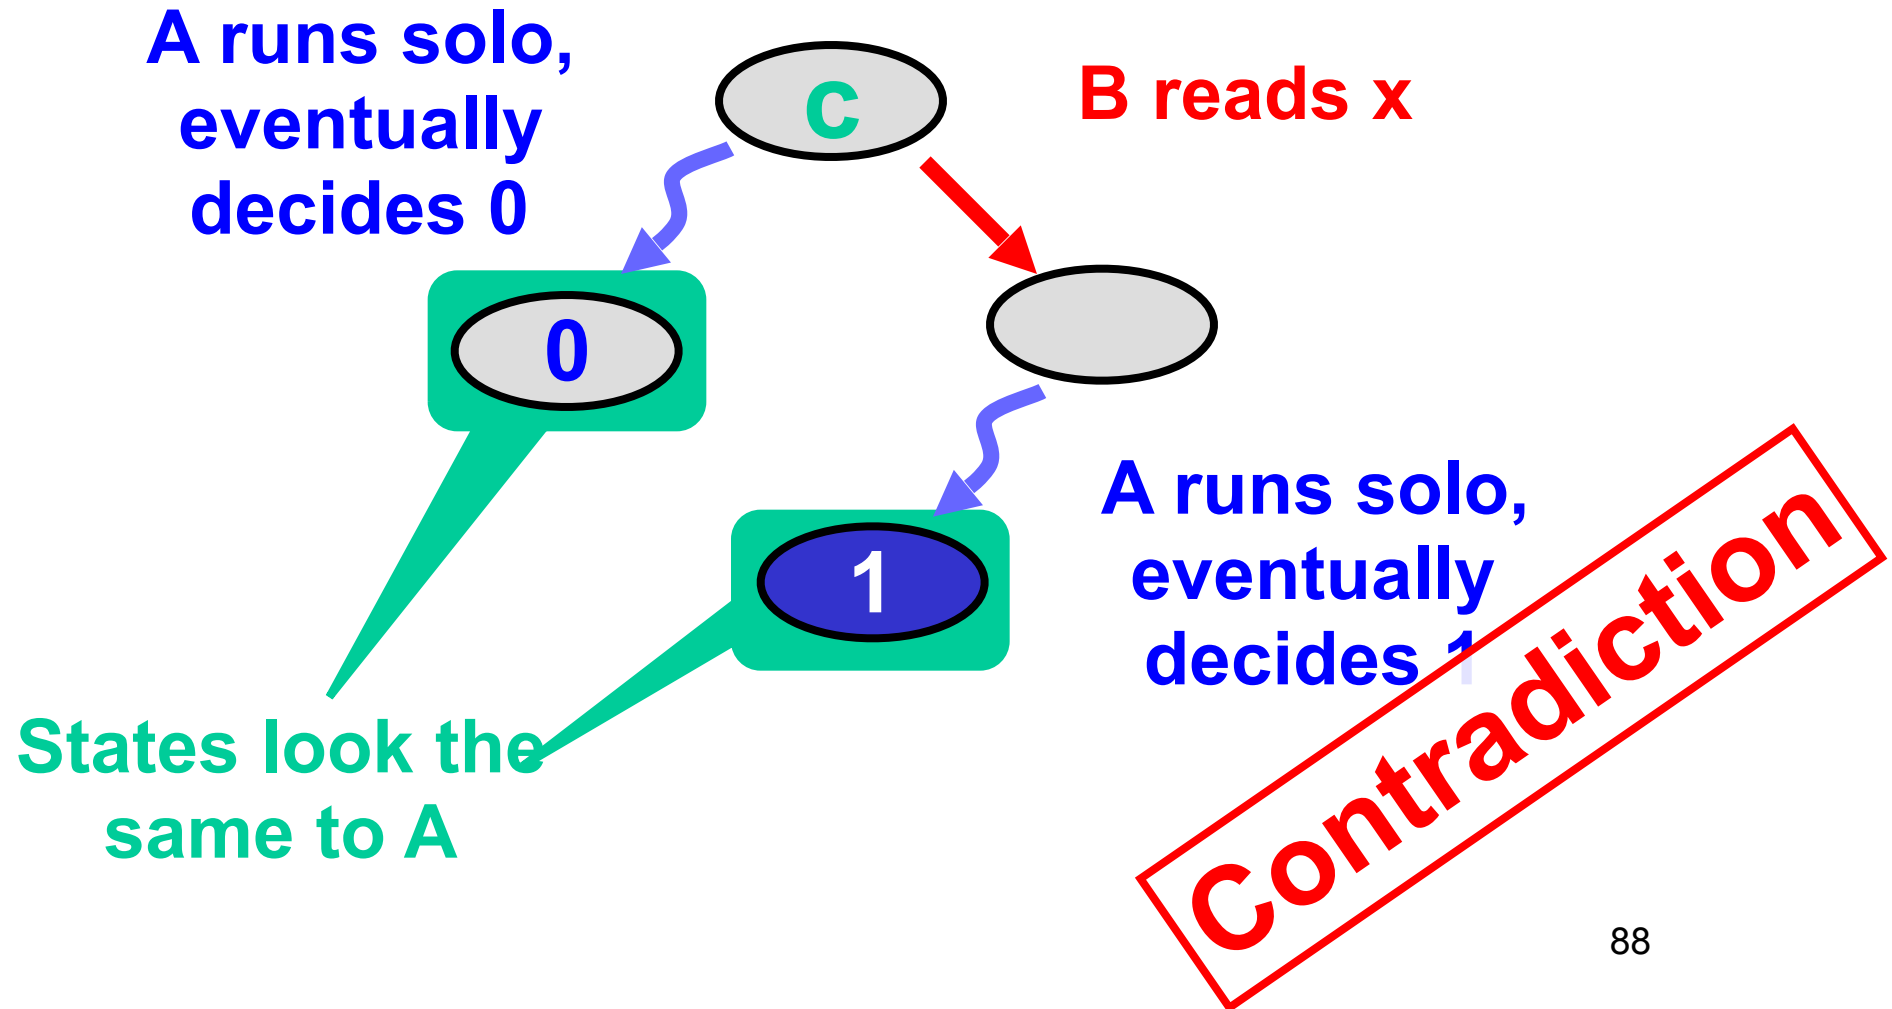 A runs solo,
eventually
decides 0
c
B reads x
0
1
A runs solo,
eventually
decides 1
States look the
same to A
Contradiction
88